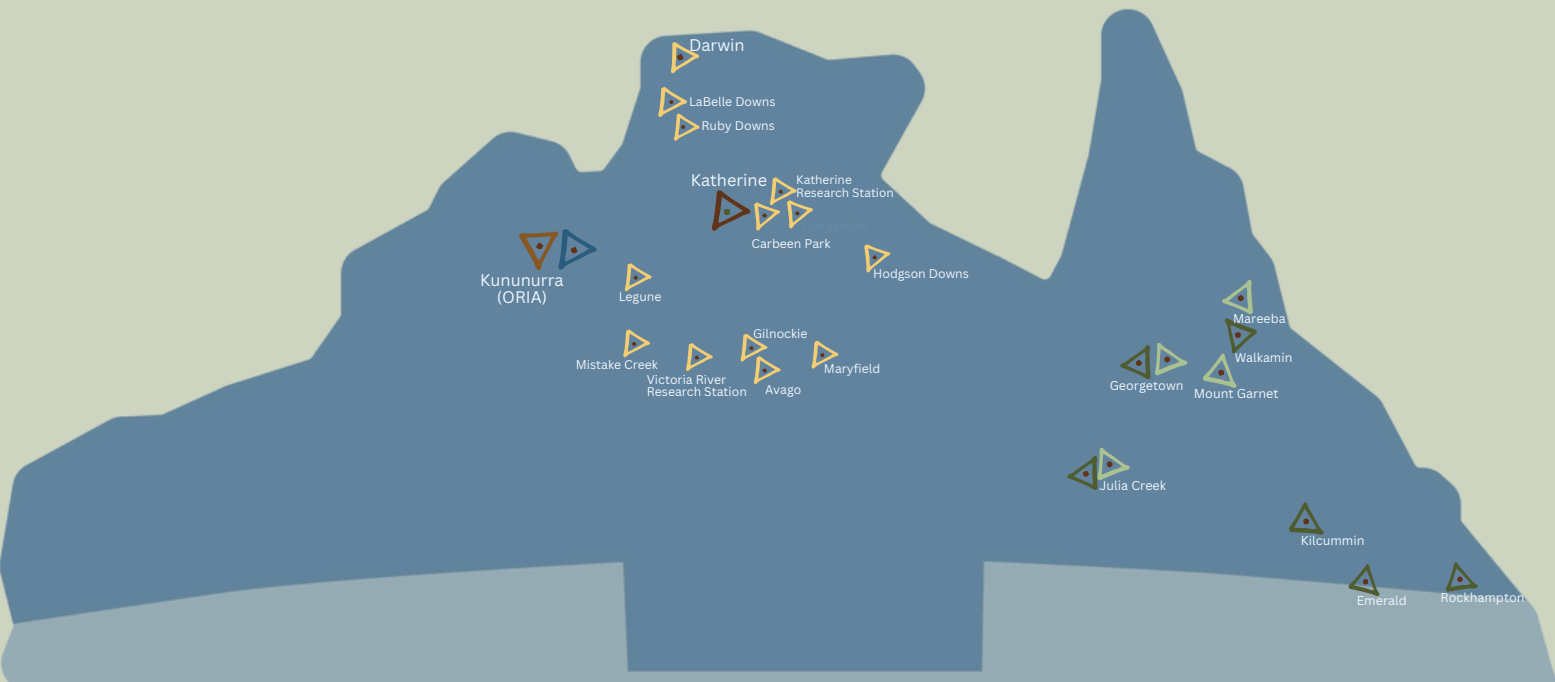 Darwin
LaBelle Downs
Ruby Downs
Katherine
Katherine
Research Station
Carbeen Park
Hodgson Downs
Kununurra
(ORIA)
Legune
Mistake Creek
Victoria River
Research Station
Gilnockie
Avago
Maryfield
Mareeba
Walkamin
Georgetown
Mount Garnet
Julia Creek
Kilcummin
Emerald
Rockhampton